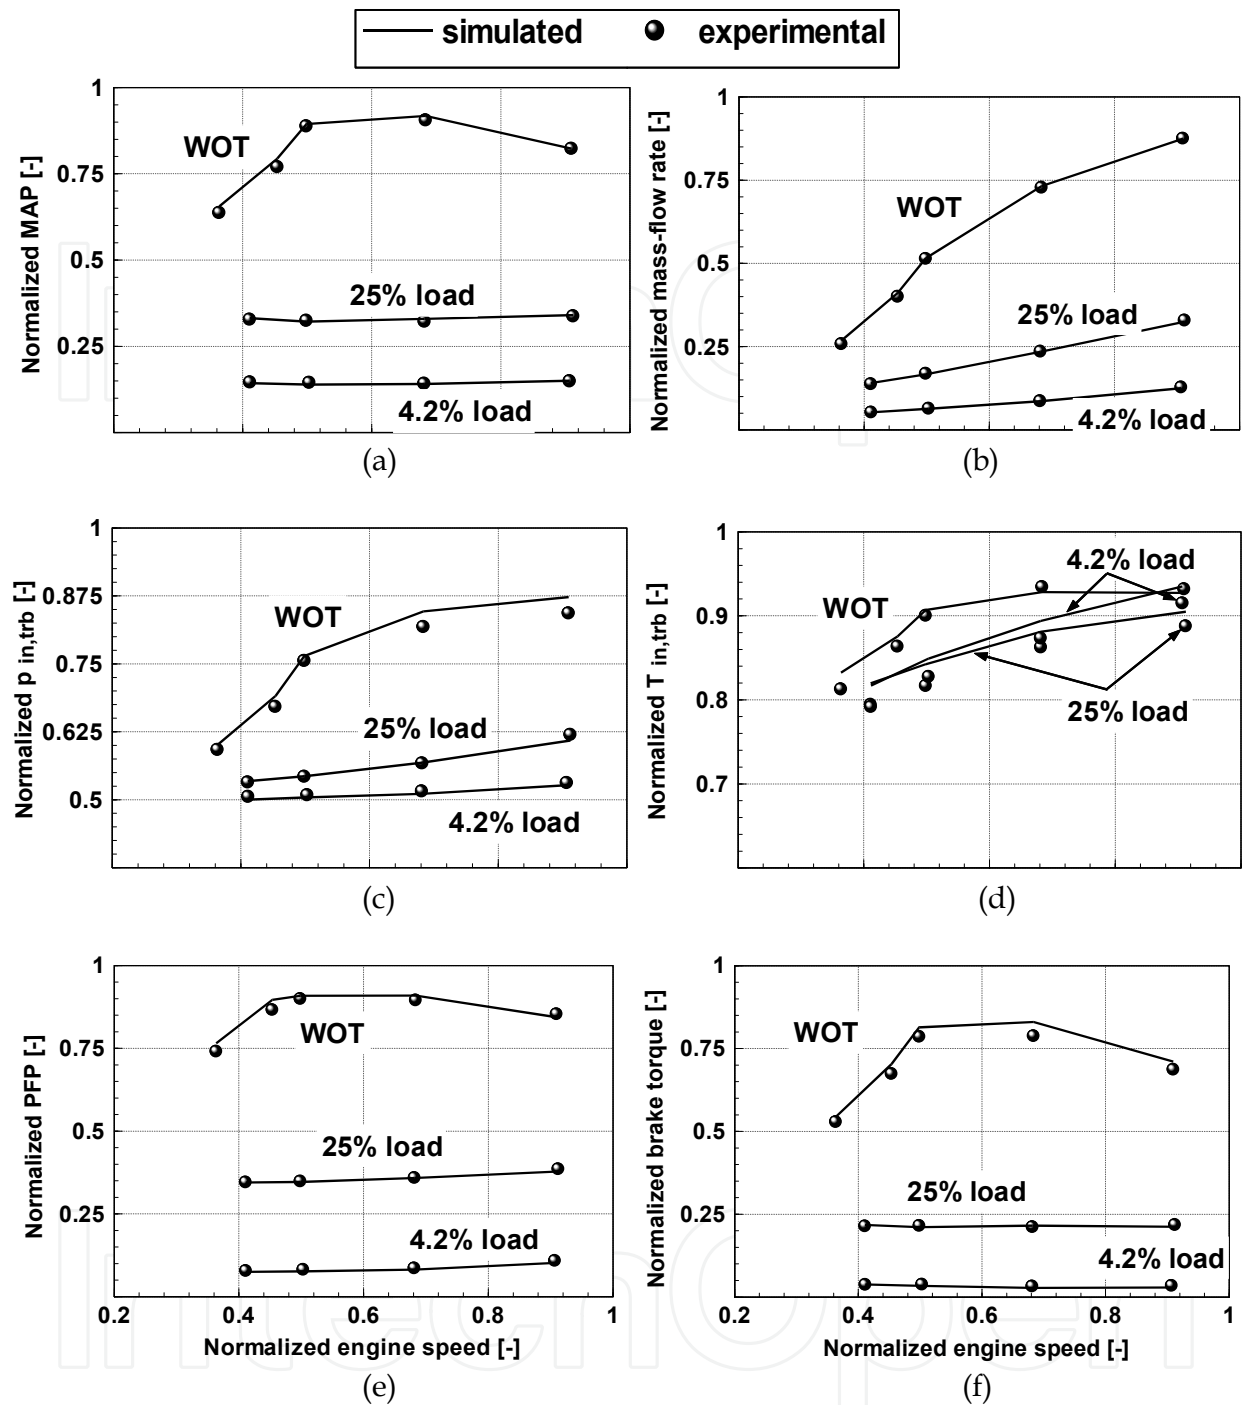 simulated experimental
1
0.75
0.5
0.25
Normalized MAP [-]
WOT
25% load
4.2% load
(a)
1
0.75
0.5
0.25
Normalized mass-flow rate [-]
WOT
25% load
4.2% load
(b)
1
0.875
0.75
0.625
0.5
Normalized p in,trb [-]
WOT
25% load
4.2% load
(c)
1
0.9
0.8
0.7
Normalized T in,trb [-]
4.2% load
WOT
25% load
(d)
1
0.75
0.5
0.25
Normalized PFP [-]
WOT
25% load
4.2% load
0.2 0.4 0.6 0.8 1
Normalized engine speed [-]
(e)
1
0.75
0.5
0.25
Normalized brake torque [-]
WOT
25% load
4.2% load
0.2 0.4 0.6 0.8 1
Normalized engine speed [-]
(f)
IntechOpen